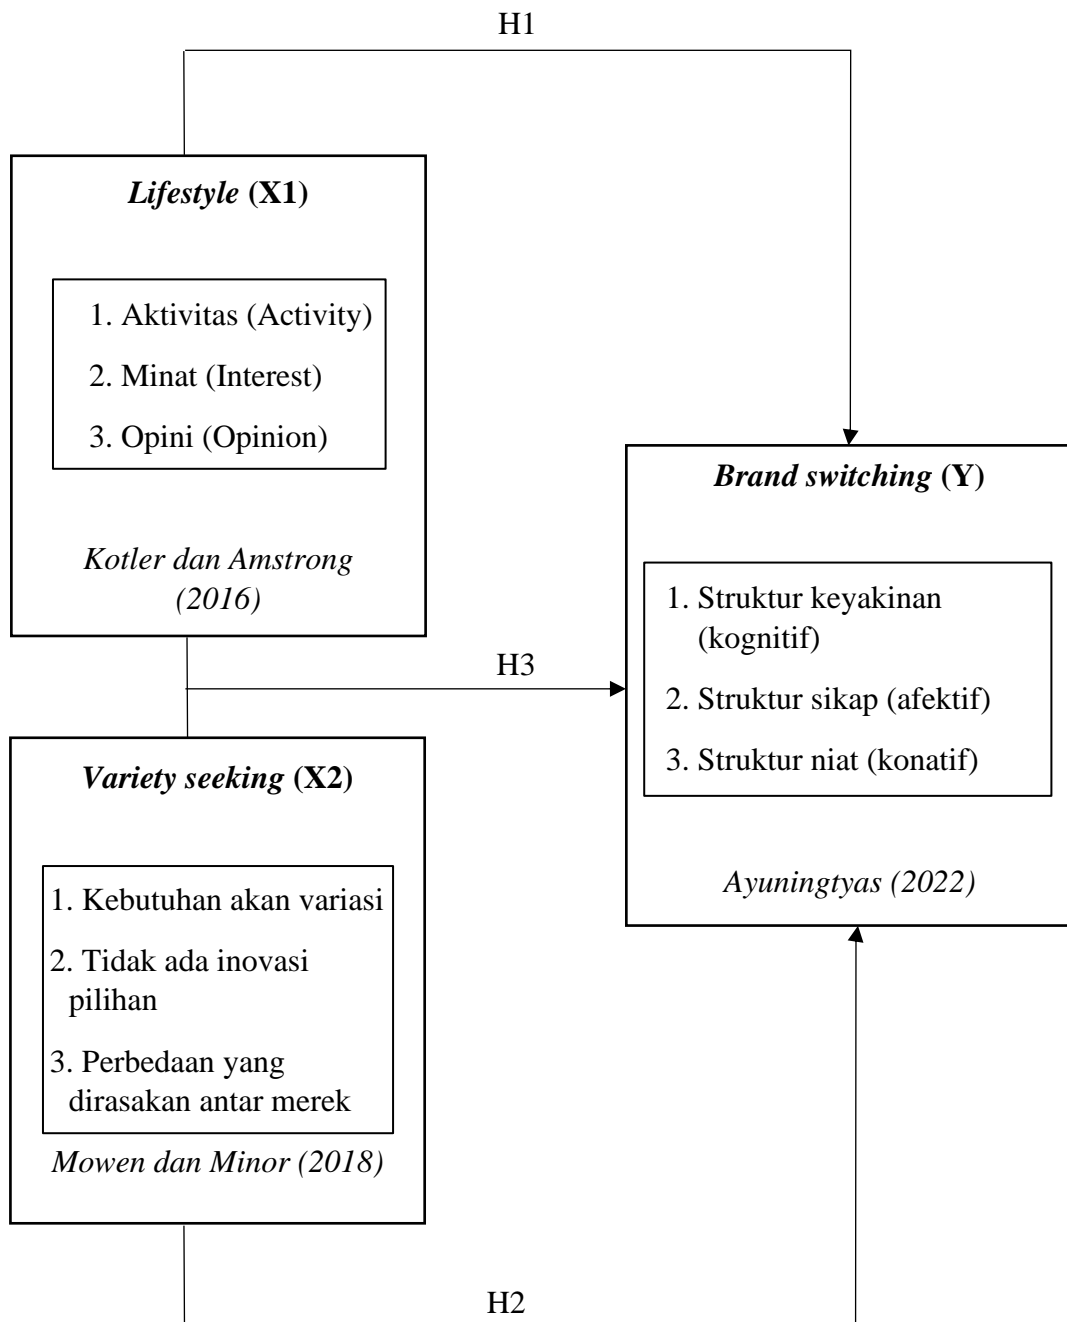 H1
Lifestyle (X1)
1. Aktivitas (Activity)
2. Minat (Interest)
3. Opini (Opinion)
Kotler dan Amstrong
(2016)
H3
Brand switching (Y)
1. Struktur keyakinan
(kognitif)
2. Struktur sikap (afektif)
3. Struktur niat (konatif)
Ayuningtyas (2022)
Variety seeking (X2)
1. Kebutuhan akan variasi
2. Tidak ada inovasi
pilihan
3. Perbedaan yang
dirasakan antar merek
Mowen dan Minor (2018)
H2